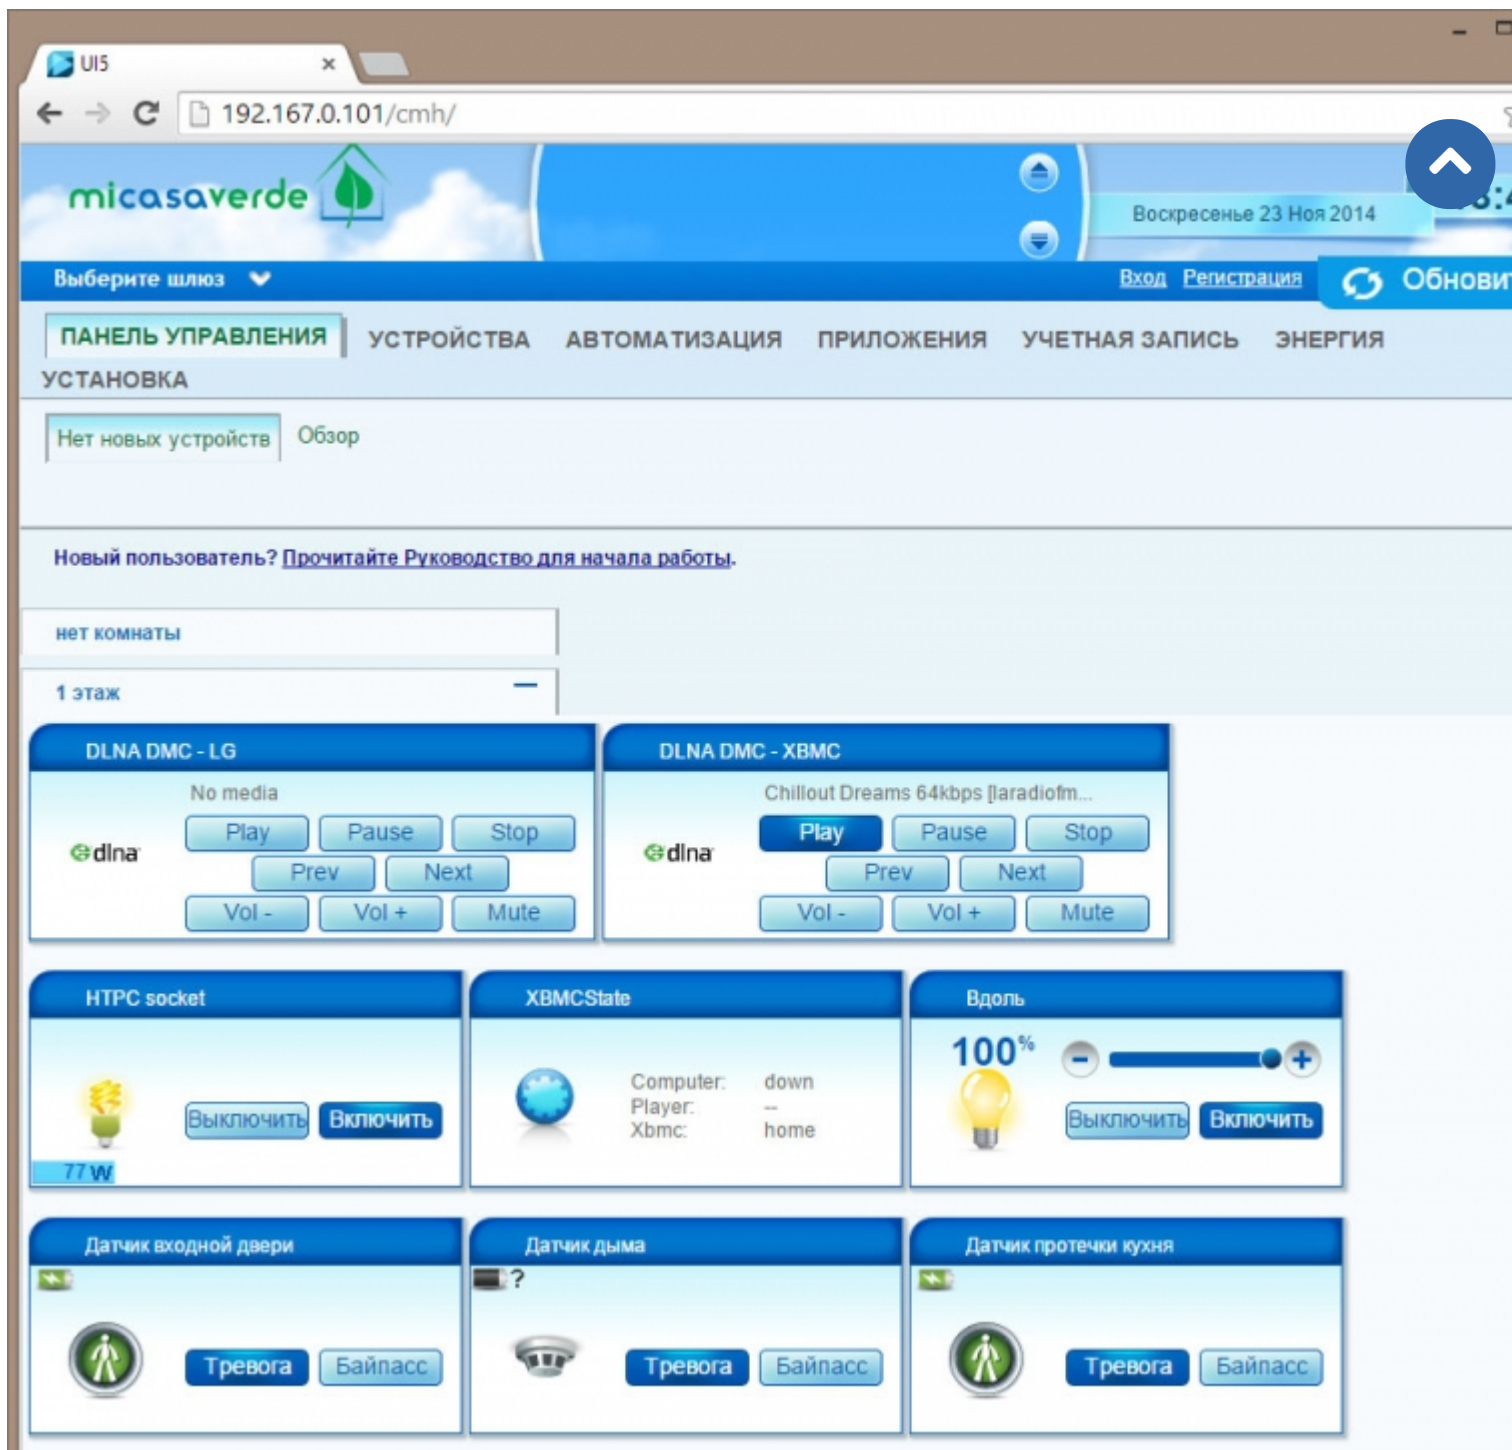 UI5
192.167.0.101/cmh/
micasaverde
Воскресенье 23 Ноя 2014
Выберите шлюз
Вход Регистрация
ПАНЕЛЬ УПРАВЛЕНИЯ УСТРОЙСТВА АВТОМАТИЗАЦИЯ ПРИЛОЖЕНИЯ УЧЕТНАЯ ЗАПИСЬ ЭНЕРГИЯ
УСТАНОВКА
Нет новых устройств Обзор
Новый пользователь? Прочитайте Руководство для начала работы.
нет комнаты
1 этаж
DLNA DMC - LG
No media
dlna
Play Pause Stop
Prev Next
Vol - Vol + Mute
DLNA DMC - XBMC
Chillout Dreams 64kbps [laradiofm...
dlna
Play Pause Stop
Prev Next
Vol - Vol + Mute
HTPC socket
Выключить Включить
77 W
XBMCState
Computer: down
Player: --
Xbmc: home
Вдоль
100%
Выключить Включить
Датчик входной двери
Тревога Байпасс
Датчик дыма
?
Тревога Байпасс
Датчик протечки кухня
Тревога Байпасс